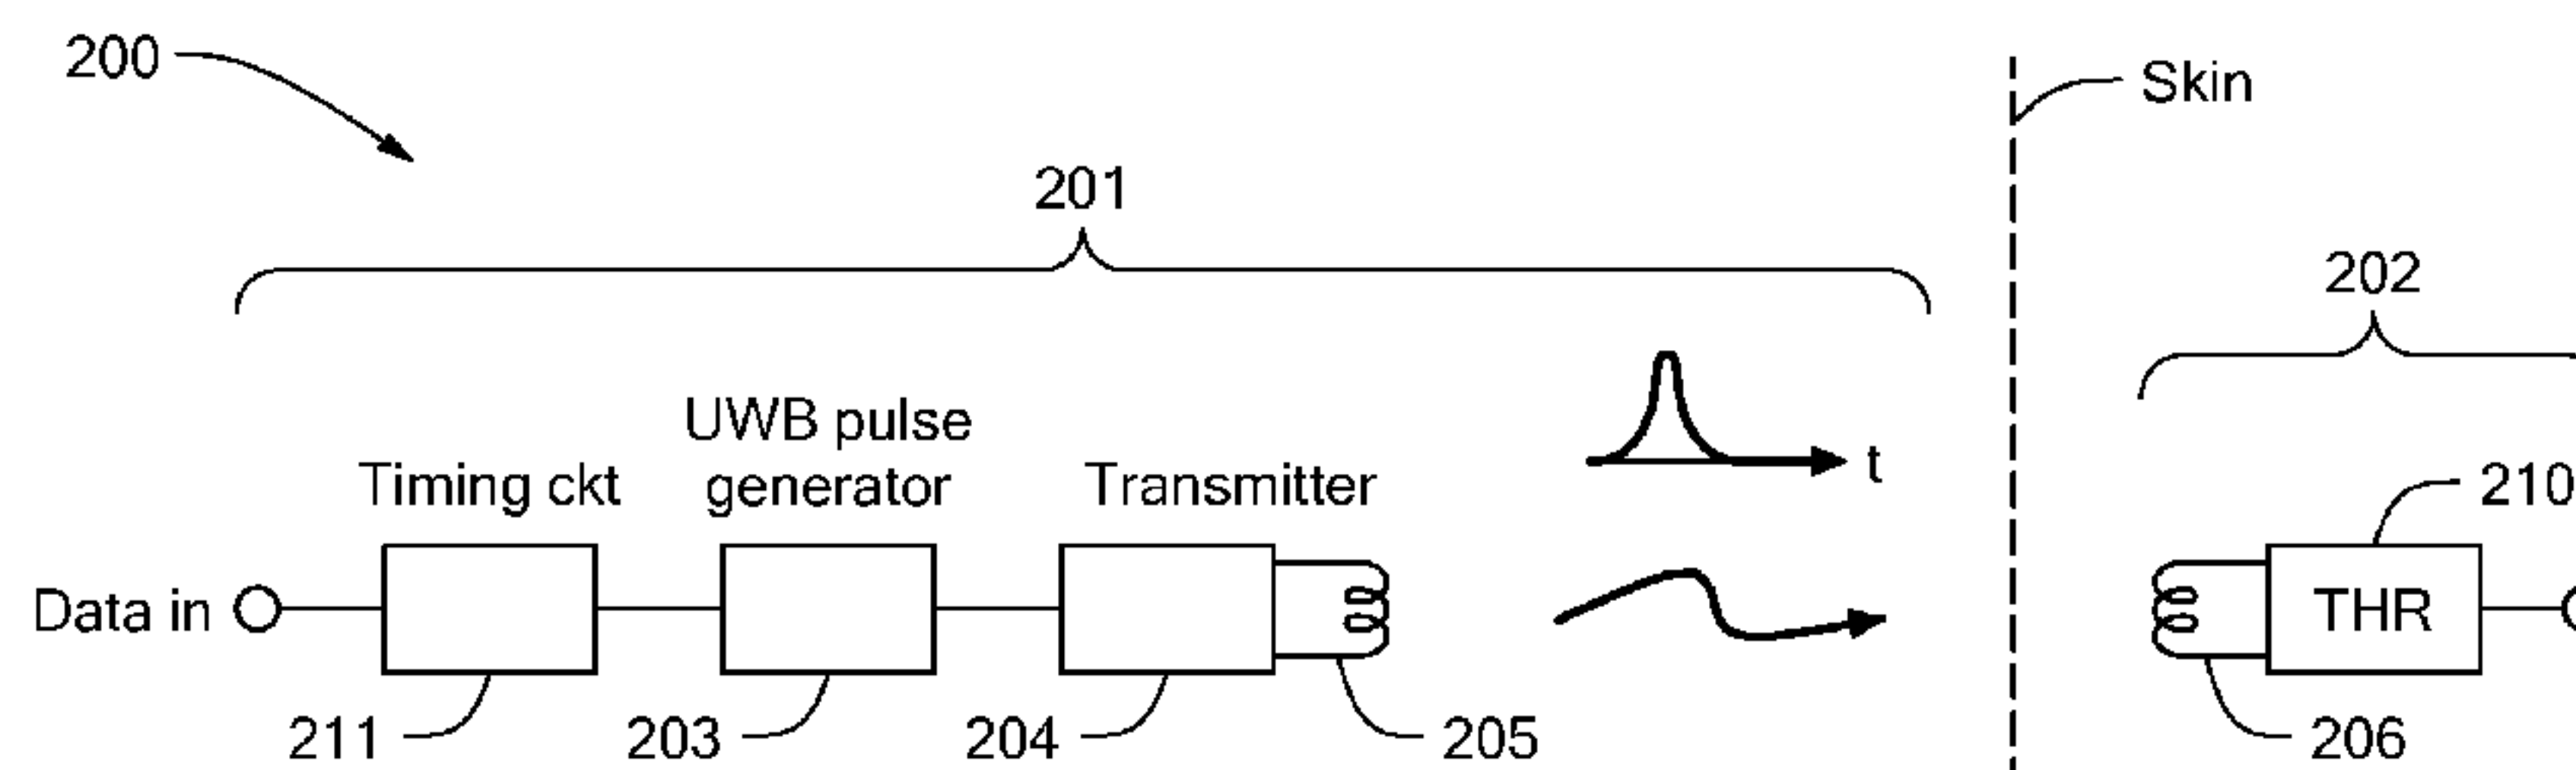 200
Skin
201
202
UWB pulse
generator
Timing ckt
Transmitter
t
210
Data in
THR
211
203
204
205
206